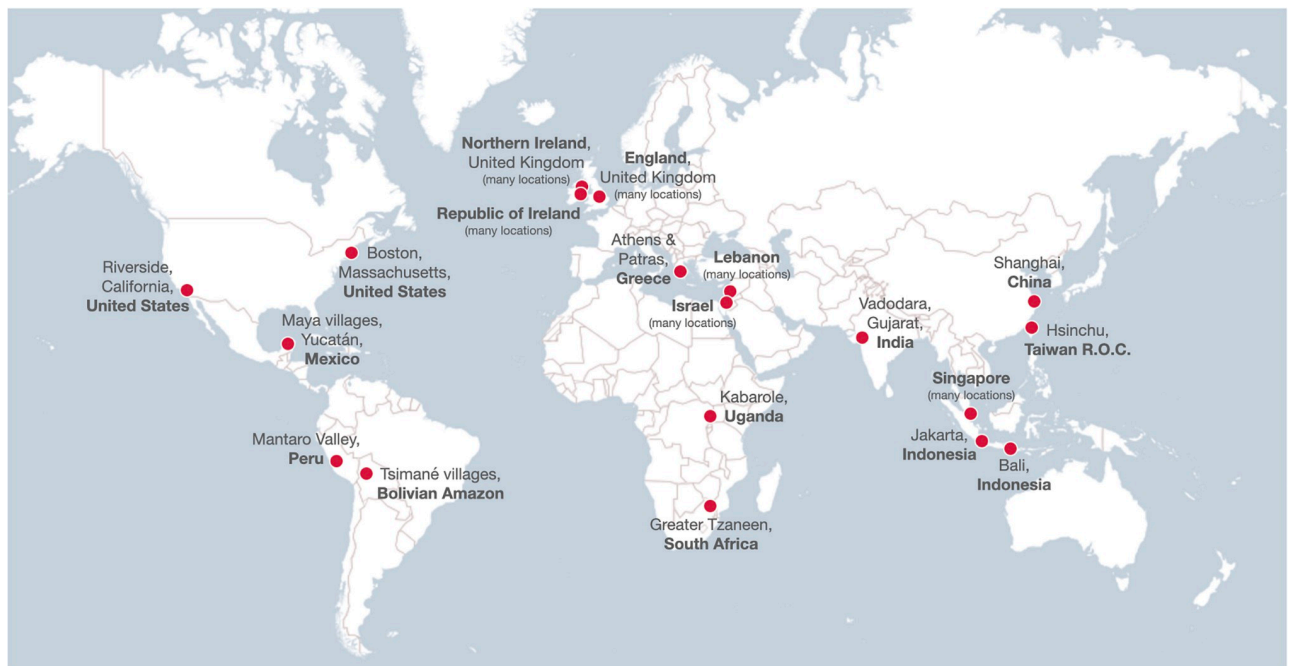 Northern Ireland,
United Kingdom
(many locations)
England,
United Kingdom
(many locations)
Republic of Ireland
(many locations)
Athens &
Patras,
Greece
Lebanon
(many locations)
Israel
(many locations)
Shanghai,
China
Riverside,
California,
United States
Boston,
Massachusetts,
United States
Maya villages,
Yucatán,
Mexico
Vadodara,
Gujarat,
India
Hsinchu,
Taiwan R.O.C.
Singapore
(many locations)
Kabarole,
Uganda
Jakarta,
Indonesia
Bali,
Indonesia
Mantaro Valley,
Peru
Tsimané villages,
Bolivian Amazon
Greater Tzaneen,
South Africa